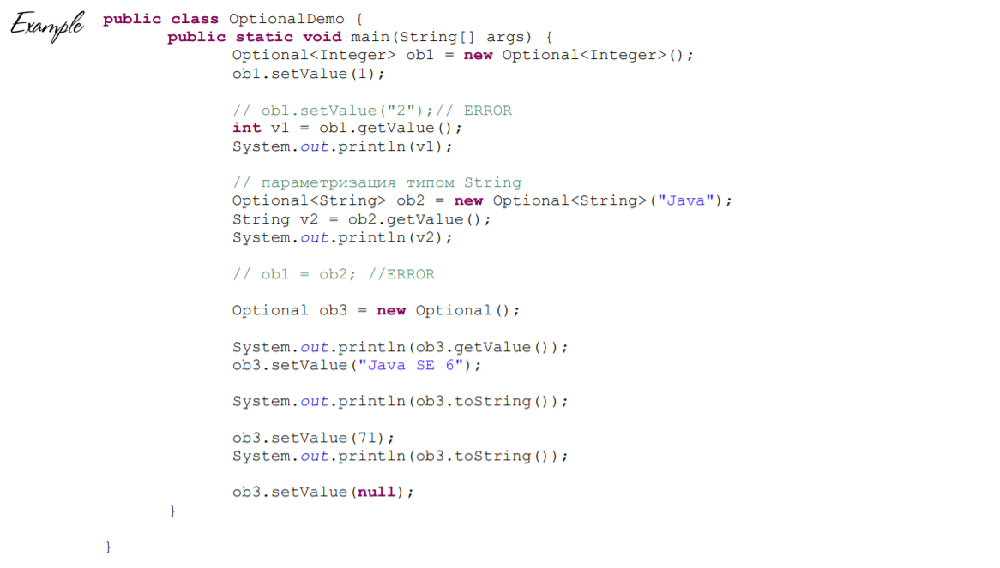 Example
public class OptionalDemo {
public static void main(String[] args) {
Optional<Integer> ob1 = new Optional<Integer>();
ob1.setValue(1);
// ob1.setValue("2");// ERROR
int v1 = ob1.getValue();
System.out.println(v1);
// параметризация типом String
Optional<String> ob2 = new Optional<String>("Java");
String v2 = ob2.getValue();
System.out.println(v2);
// ob1 = ob2; //ERROR
Optional ob3 = new Optional();
System.out.println(ob3.getValue());
ob3.setValue("Java SE 6");
System.out.println(ob3.toString());
ob3.setValue(71);
System.out.println(ob3.toString());
ob3.setValue(null);
}
}